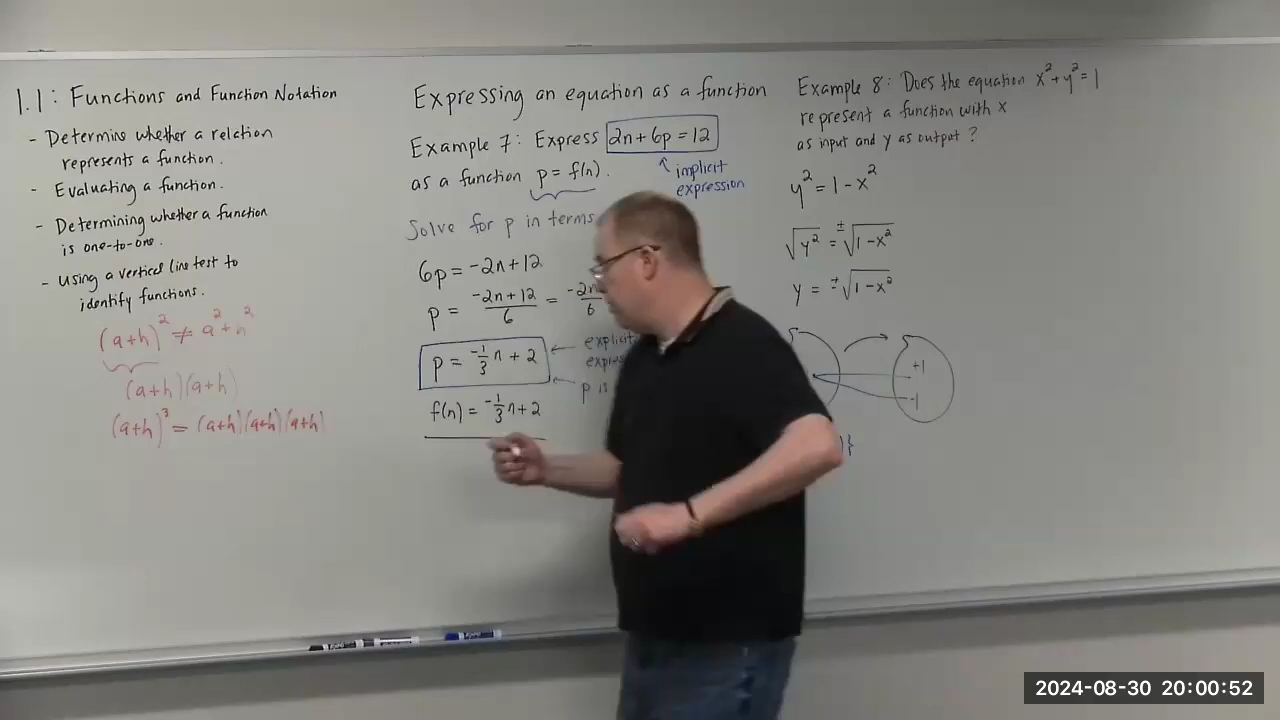 1.1: Functions and Function Notation
- Determine whether a relation
represents a function.
- Evaluating a function.
- Determining whether a function
is one-to-one.
- Using a vertical line test to
identify functions.
(a+h)² ≠ a²+h²
(a+h)(a+h)
(a+h)³ = (a+h)(a+h)(a+h)
Expressing an equation as a function
Example 7: Express 2n+6p=12
as a function p = f(n).
↑ implicit
expression
Solve for p in terms
6p = -2n+12
p = (-2n+12)/6 = -2n/6
p = -1/3 n + 2
← explicit
← p is
f(n) = -1/3 n+2
Example 8: Does the equation x²+y²=1
represent a function with x
as input and y as output?
y² = 1-x²
√y² = ±√1-x²
y = ±√1-x²
+1
-1
)}
2024-08-30 20:00:52